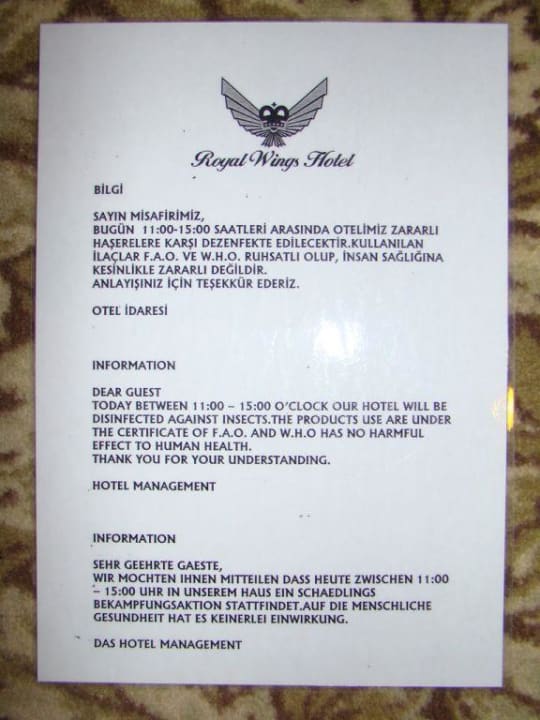 Royal Wings Hotel
BİLGİ
SAYIN MİSAFİRİMİZ,
BUGÜN 11:00-15:00 SAATLERİ ARASINDA OTELİMİZ ZARARLI
HAŞERELERE KARŞI DEZENFEKTE EDİLECEKTİR.KULLANILAN
İLAÇLAR F.A.O. VE W.H.O. RUHSATLI OLUP, İNSAN SAĞLIĞINA
KESİNLİKLE ZARARLI DEĞİLDİR.
ANLAYIŞINIZ İÇİN TEŞEKKÜR EDERİZ.
OTEL İDARESİ
INFORMATION
DEAR GUEST
TODAY BETWEEN 11:00 – 15:00 O'CLOCK OUR HOTEL WILL BE
DISINFECTED AGAINST INSECTS.THE PRODUCTS USE ARE UNDER
THE CERTIFICATE OF F.A.O. AND W.H.O HAS NO HARMFUL
EFFECT TO HUMAN HEALTH.
THANK YOU FOR YOUR UNDERSTANDING.
HOTEL MANAGEMENT
INFORMATION
SEHR GEEHRTE GAESTE,
WIR MOCHTEN IHNEN MITTEILEN DASS HEUTE ZWISCHEN 11:00
– 15:00 UHR IN UNSEREM HAUS EIN SCHAEDLINGS
BEKAMPFUNGSAKTION STATTFINDET.AUF DIE MENSCHLICHE
GESUNDHEIT HAT ES KEINERLEI EINWIRKUNG.
DAS HOTEL MANAGEMENT